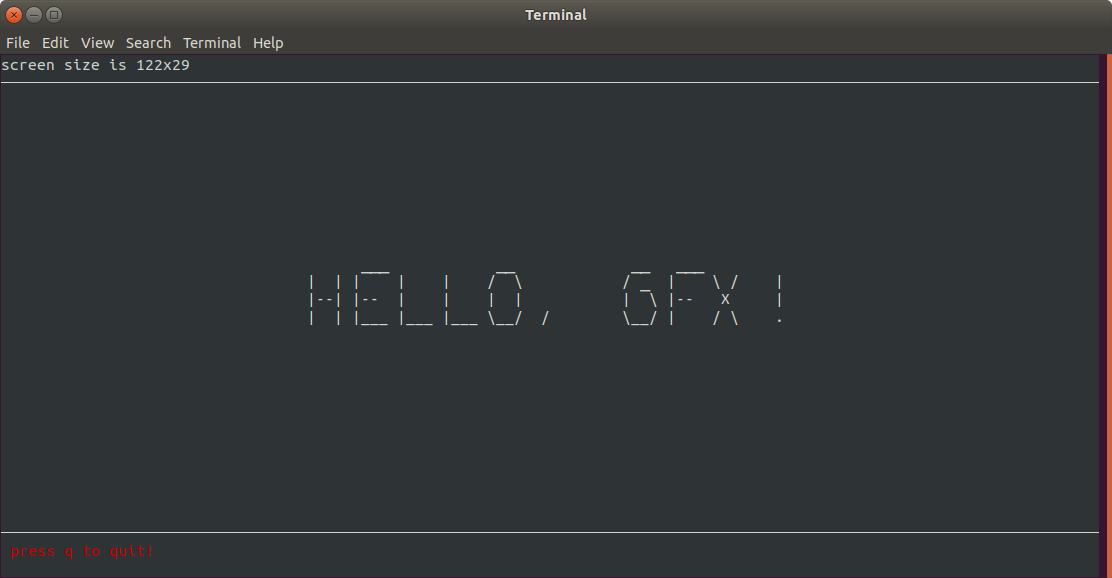 Terminal
File Edit View Search Terminal Help
screen size is 122x29
HELLO, GFX!
press q to quit!